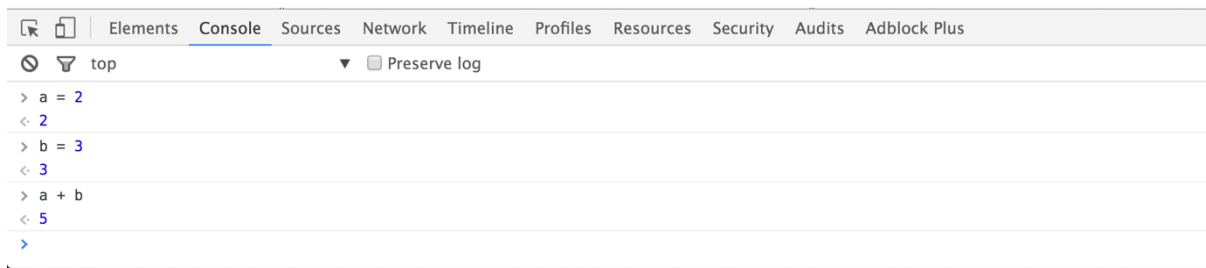 Elements Console Sources Network Timeline Profiles Resources Security Audits Adblock Plus
top ▼ Preserve log
> a = 2
<· 2
> b = 3
<· 3
> a + b
<· 5
>